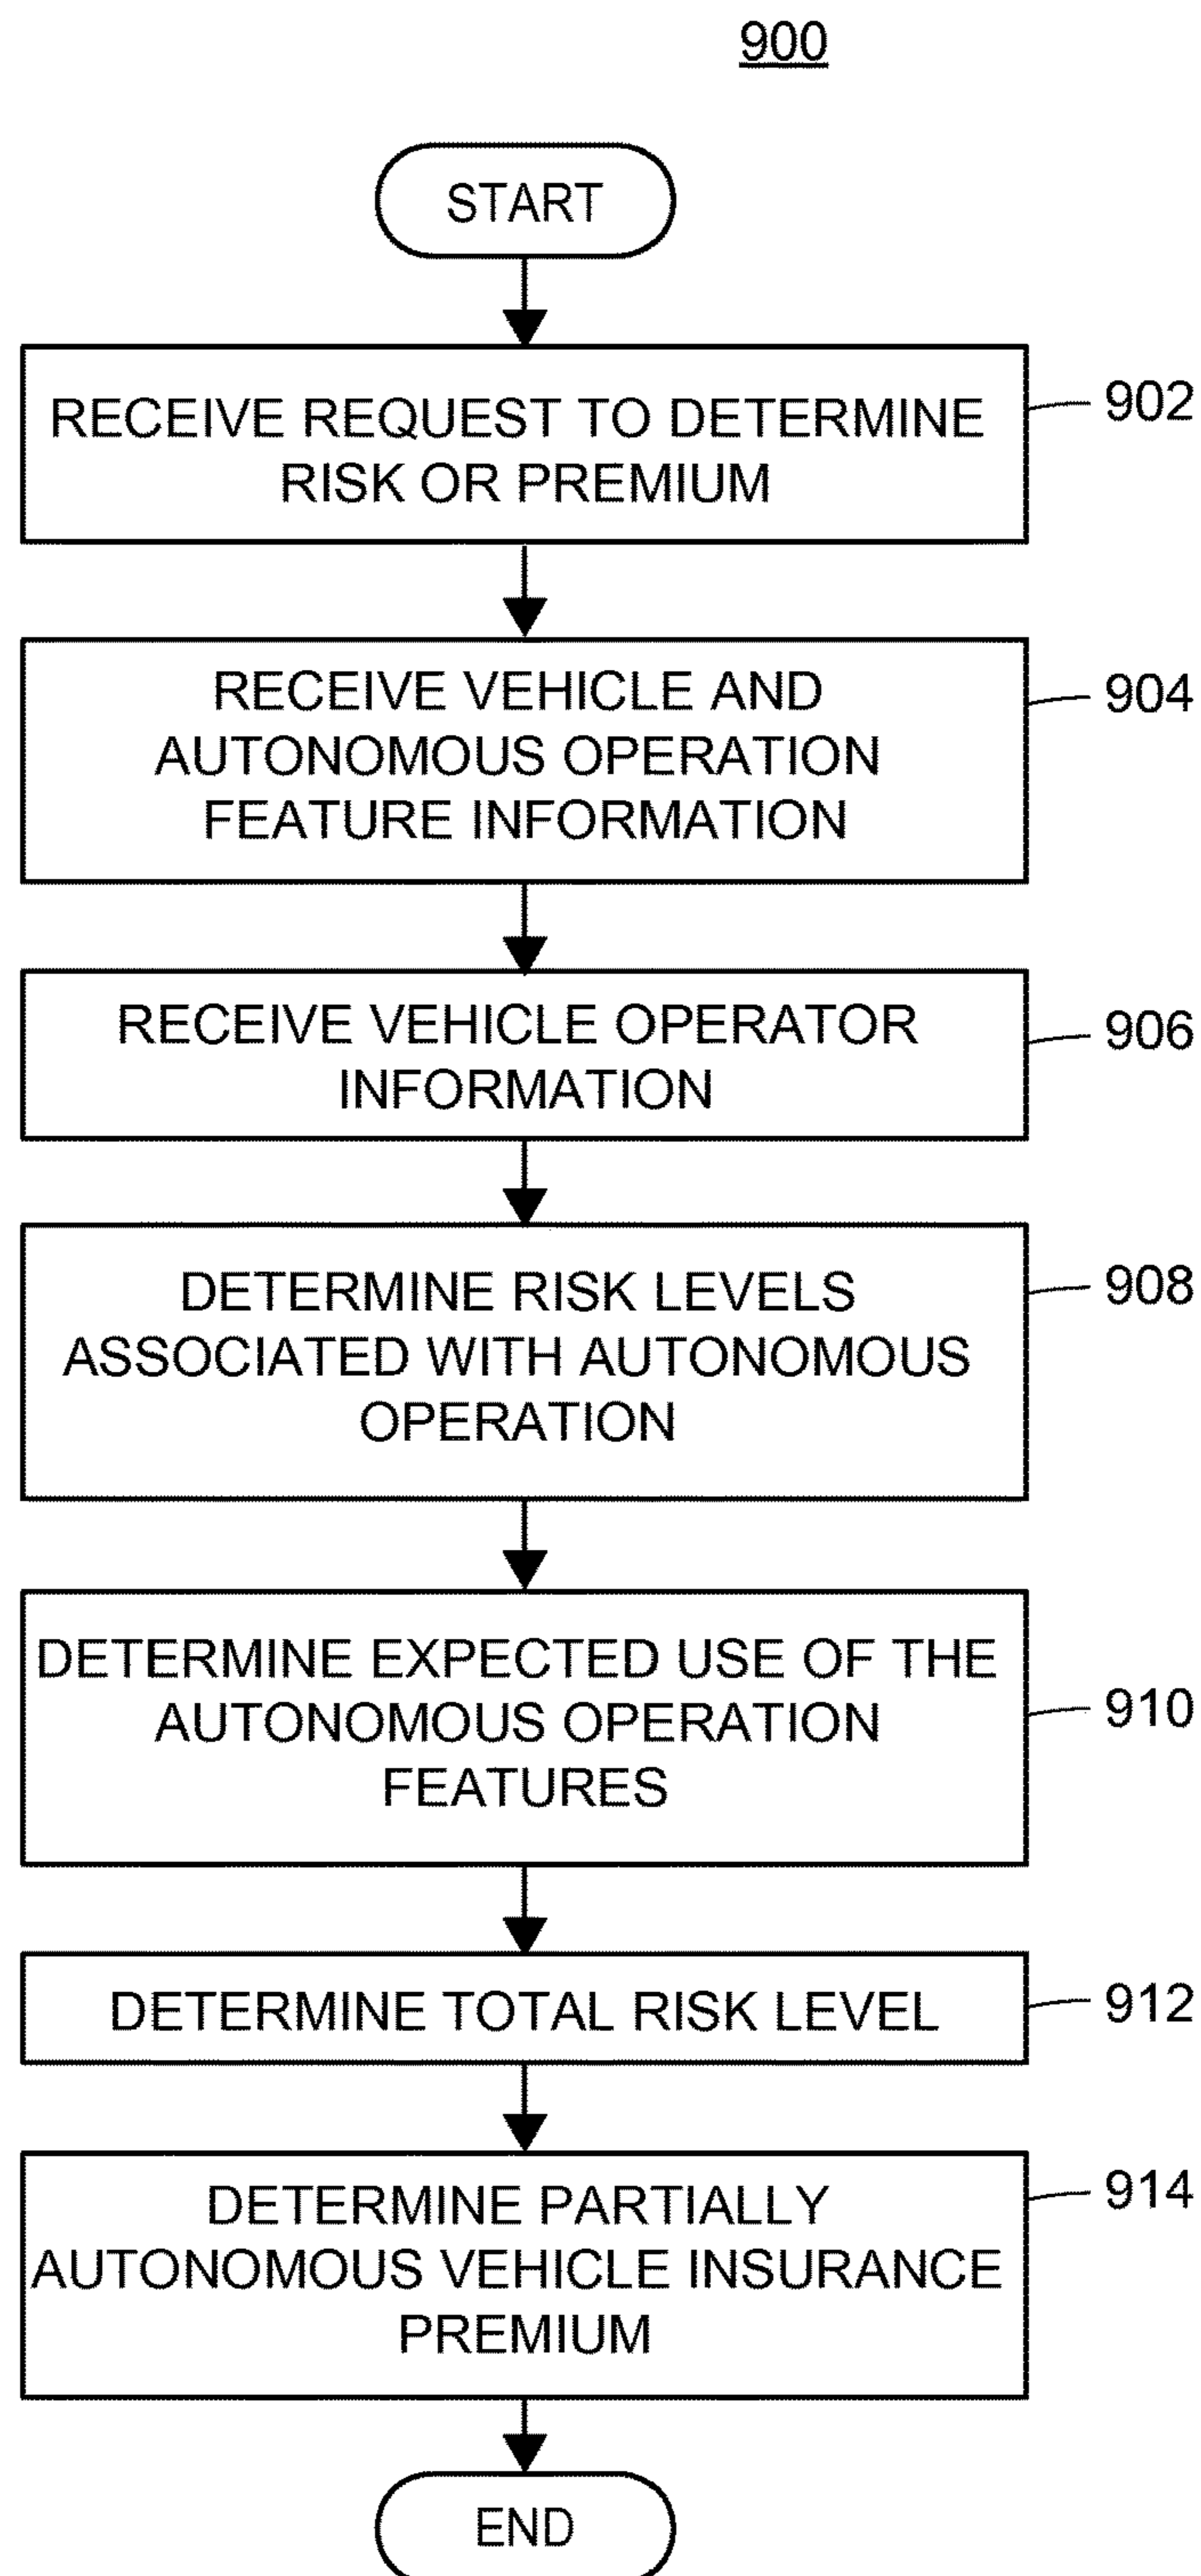 900
START
RECEIVE REQUEST TO DETERMINE
RISK OR PREMIUM
902
RECEIVE VEHICLE AND
AUTONOMOUS OPERATION
FEATURE INFORMATION
904
RECEIVE VEHICLE OPERATOR
INFORMATION
906
DETERMINE RISK LEVELS
ASSOCIATED WITH AUTONOMOUS
OPERATION
908
DETERMINE EXPECTED USE OF THE
AUTONOMOUS OPERATION
FEATURES
910
DETERMINE TOTAL RISK LEVEL
912
DETERMINE PARTIALLY
AUTONOMOUS VEHICLE INSURANCE
PREMIUM
914
END